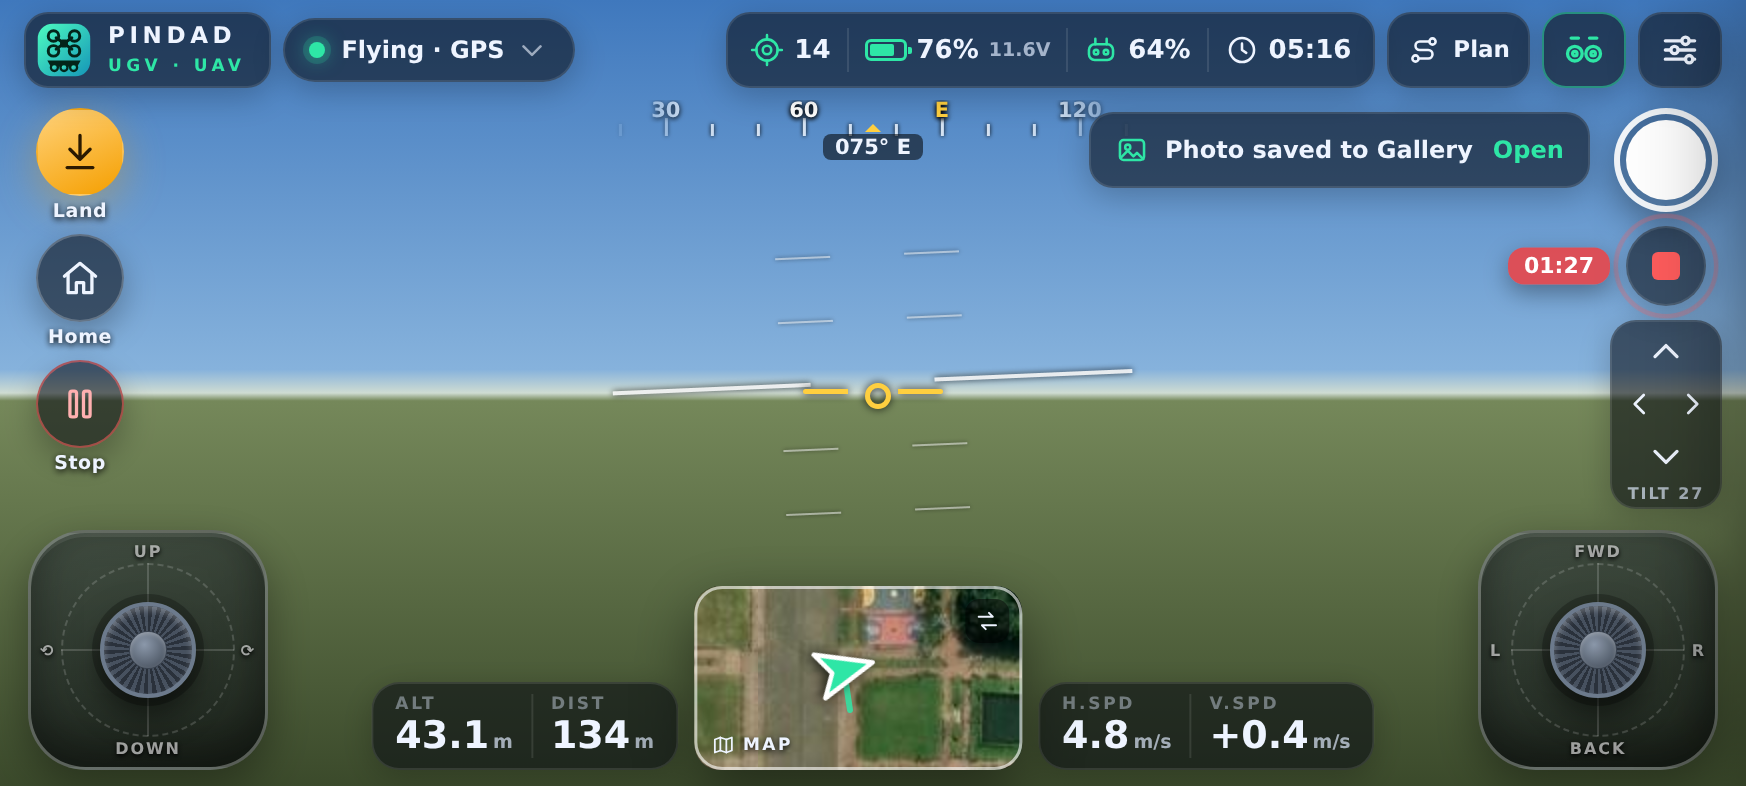 PINDAD
UGV · UAV
Flying · GPS
14
76% 11.6V
64%
05:16
Plan
30 60 E 120
075° E
Photo saved to Gallery Open
Land
01:27
Home
Stop
TILT 27
UP
DOWN
FWD
L R
BACK
ALT
43.1 m
DIST
134 m
MAP
H.SPD
4.8 m/s
V.SPD
+0.4 m/s